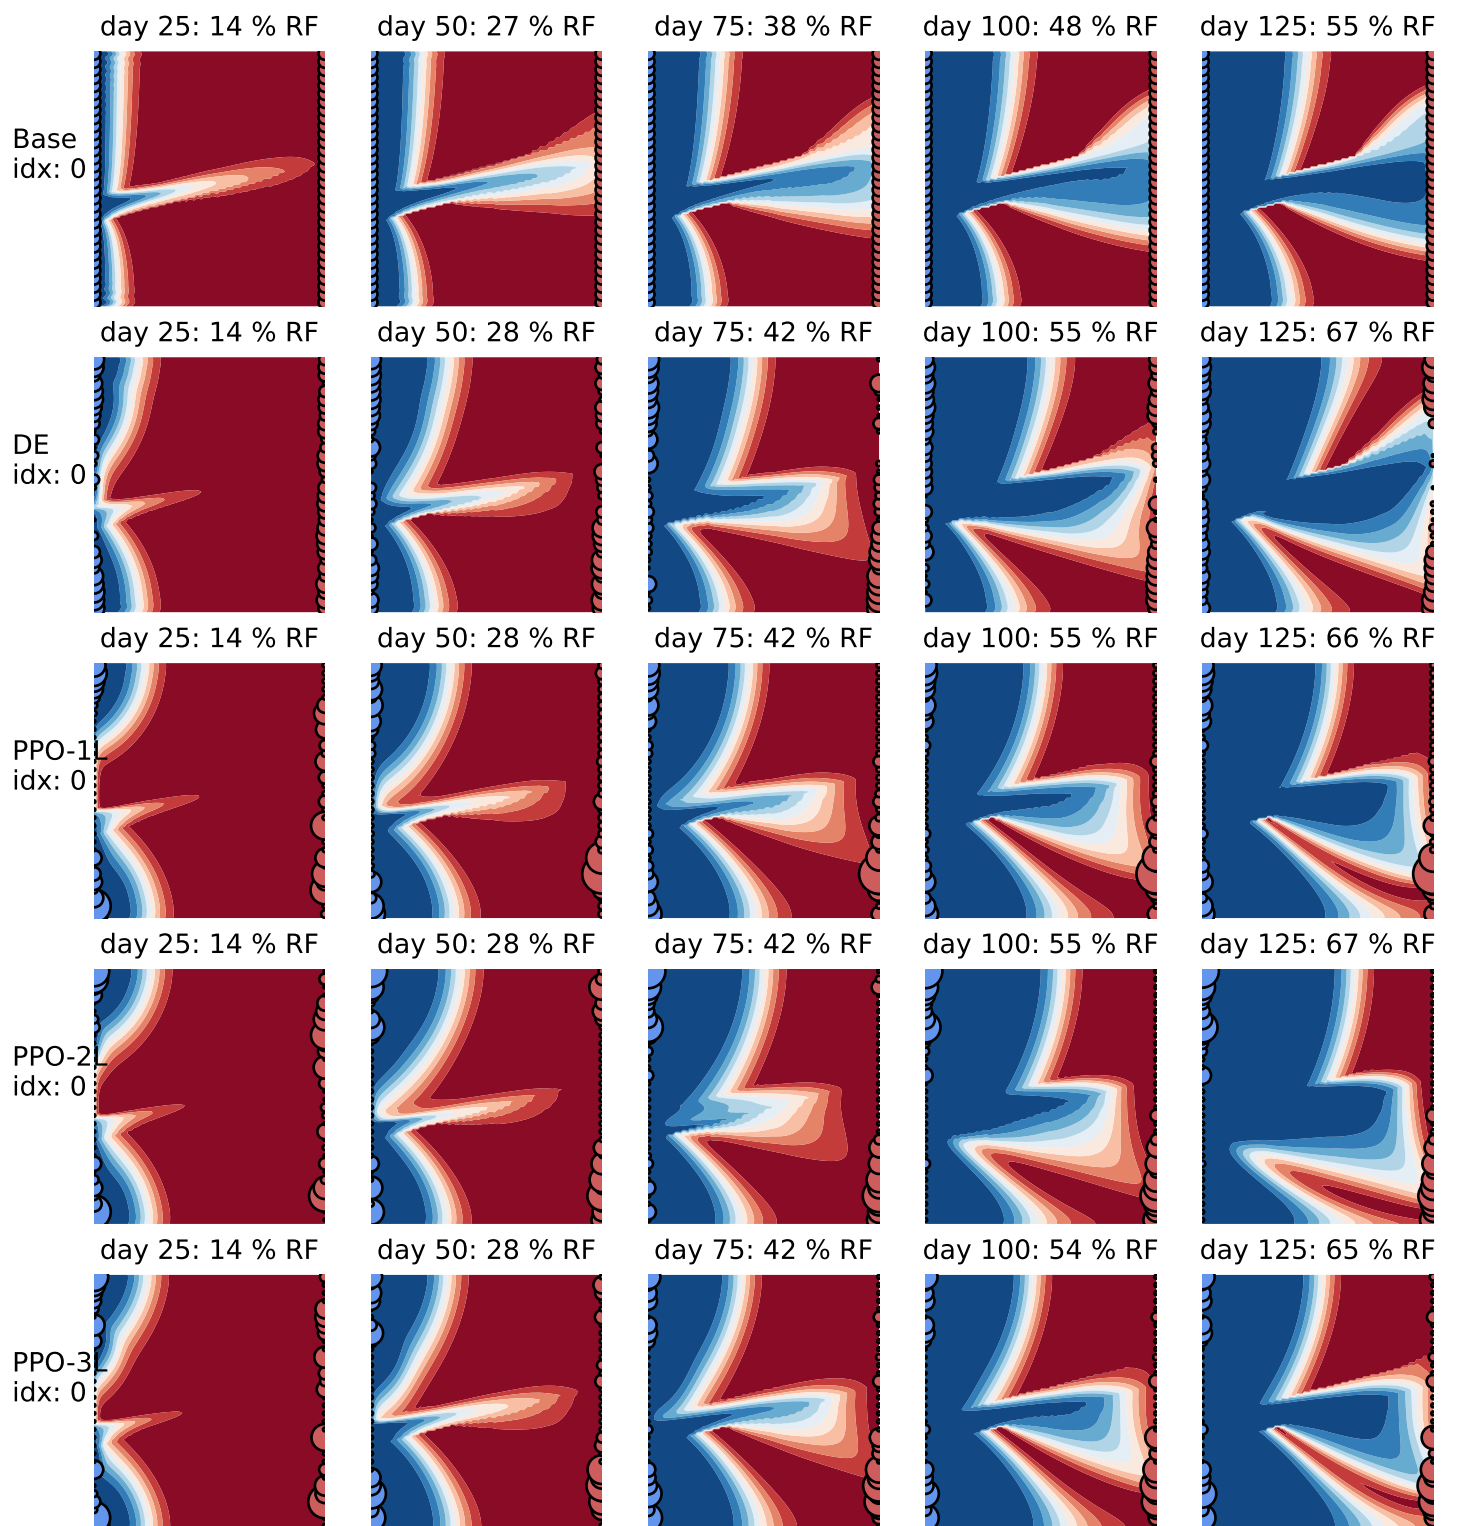 day 25: 14 % RF day 50: 27 % RF day 75: 38 % RF day 100: 48 % RF day 125: 55 % RF
Base
idx: 0
day 25: 14 % RF day 50: 28 % RF day 75: 42 % RF day 100: 55 % RF day 125: 67 % RF
DE
idx: 0
day 25: 14 % RF day 50: 28 % RF day 75: 42 % RF day 100: 55 % RF day 125: 66 % RF
PPO-1L
idx: 0
day 25: 14 % RF day 50: 28 % RF day 75: 42 % RF day 100: 55 % RF day 125: 67 % RF
PPO-2L
idx: 0
day 25: 14 % RF day 50: 28 % RF day 75: 42 % RF day 100: 54 % RF day 125: 65 % RF
PPO-3L
idx: 0